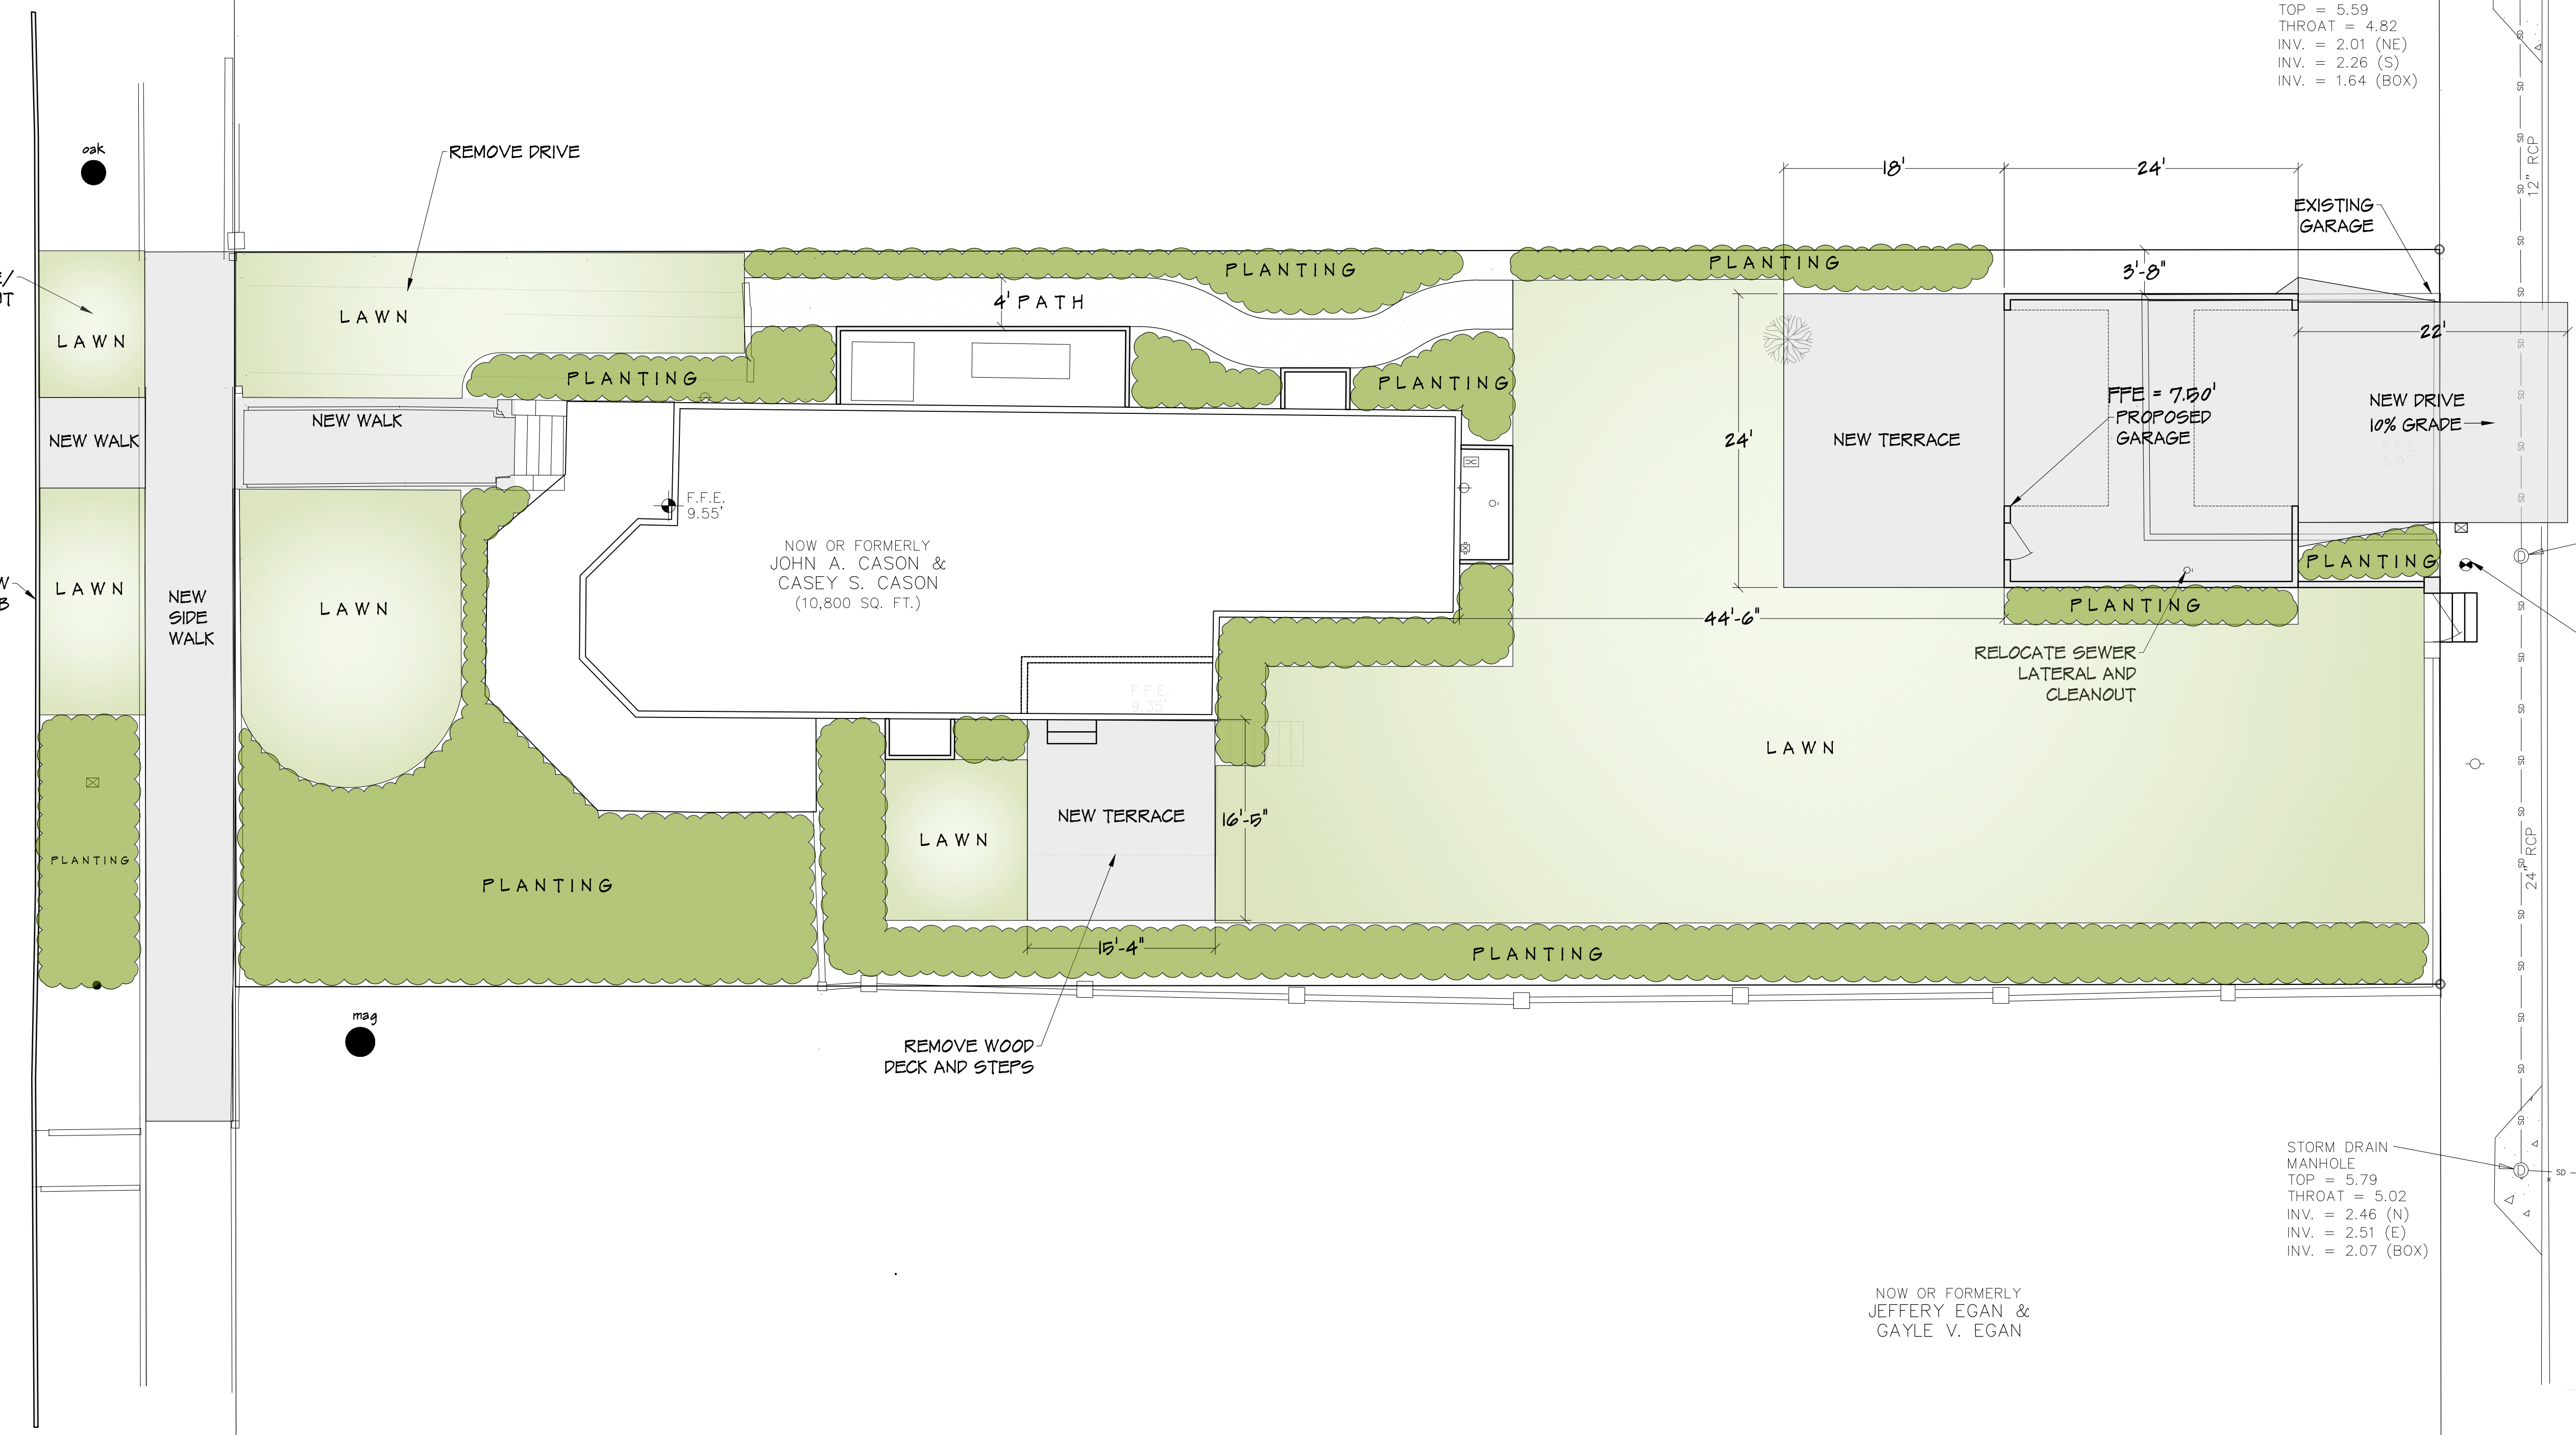 TOP = 5.59
THROAT = 4.82
INV. = 2.01 (NE)
INV. = 2.26 (S)
INV. = 1.64 (BOX)
12" RCP
oak
REMOVE DRIVE
18'
24'
EXISTING
GARAGE
PLANTING
PLANTING
3'-8"
4' PATH
LAWN
LAWN
22'
PLANTING
PLANTING
FFE = 7.50'
PROPOSED
GARAGE
NEW DRIVE
10% GRADE
F.F.E.
5.9'
NEW WALK
NEW WALK
24'
NEW TERRACE
F.F.E.
9.55'
NOW OR FORMERLY
JOHN A. CASON &
CASEY S. CASON
(10,800 SQ. FT.)
PLANTING
LAWN
NEW
SIDE
WALK
LAWN
PLANTING
44'-6"
RELOCATE SEWER
LATERAL AND
CLEANOUT
F.F.E.
9.35'
LAWN
NEW TERRACE
16'-5"
LAWN
PLANTING
PLANTING
24" RCP
15'-4"
PLANTING
mag
REMOVE WOOD
DECK AND STEPS
STORM DRAIN
MANHOLE
TOP = 5.79
THROAT = 5.02
INV. = 2.46 (N)
INV. = 2.51 (E)
INV. = 2.07 (BOX)
SD
NOW OR FORMERLY
JEFFERY EGAN &
GAYLE V. EGAN